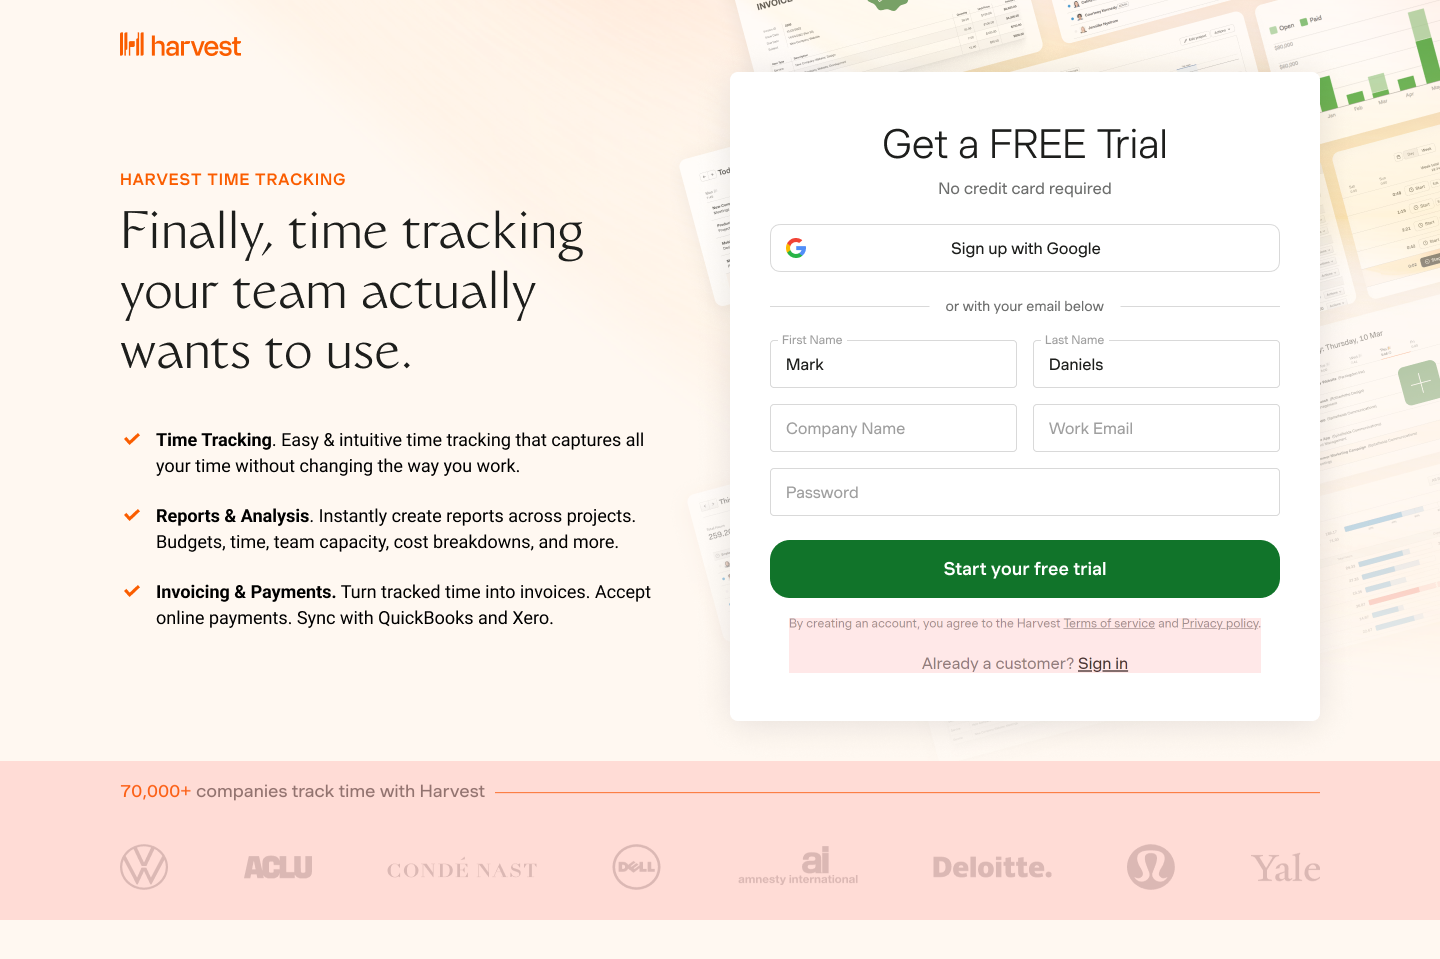 harvest
HARVEST TIME TRACKING
Finally, time tracking
your team actually
wants to use.
Time Tracking. Easy & intuitive time tracking that captures all
your time without changing the way you work.
Reports & Analysis. Instantly create reports across projects.
Budgets, time, team capacity, cost breakdowns, and more.
Invoicing & Payments. Turn tracked time into invoices. Accept
online payments. Sync with QuickBooks and Xero.
Get a FREE Trial
No credit card required
Sign up with Google
or with your email below
First Name
Mark
Last Name
Daniels
Company Name
Work Email
Password
Start your free trial
By creating an account, you agree to the Harvest Terms of service and Privacy policy.
Already a customer? Sign in
Open
Paid
Thursday, 10 Mar
70,000+ companies track time with Harvest
ACLU
CONDÉ NAST
DELL
ai
amnesty international
Deloitte.
Yale